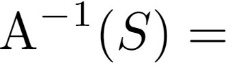 A⁻¹(S) =